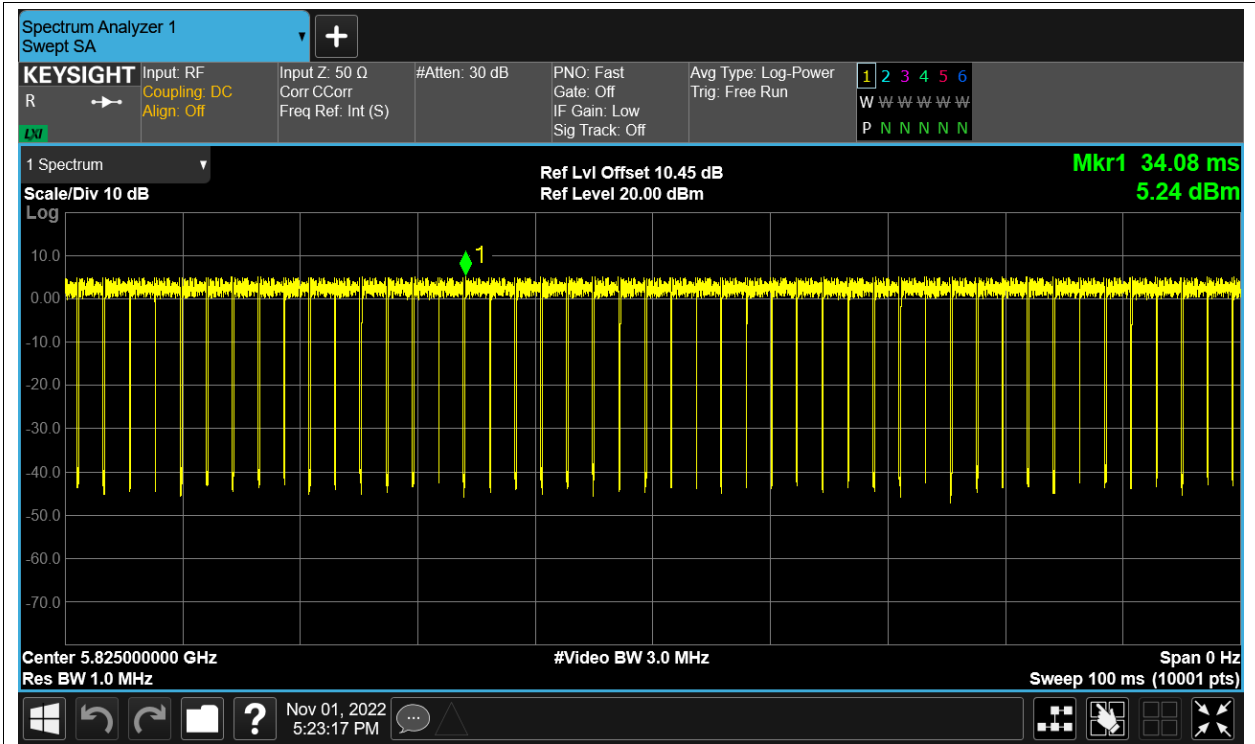 Spectrum Analyzer 1
Swept SA
KEYSIGHT
R
LXI
Input: RF
Coupling: DC
Align: Off
Input Z: 50 Ω
Corr CCorr
Freq Ref: Int (S)
#Atten: 30 dB
PNO: Fast
Gate: Off
IF Gain: Low
Sig Track: Off
Avg Type: Log-Power
Trig: Free Run
1 2 3 4 5 6
W W W W W W
P N N N N N
1 Spectrum
Scale/Div 10 dB
Log
Ref Lvl Offset 10.45 dB
Ref Level 20.00 dBm
Mkr1 34.08 ms
5.24 dBm
1
10.0
0.00
-10.0
-20.0
-30.0
-40.0
-50.0
-60.0
-70.0
Center 5.825000000 GHz
Res BW 1.0 MHz
#Video BW 3.0 MHz
Span 0 Hz
Sweep 100 ms (10001 pts)
?
Nov 01, 2022
5:23:17 PM